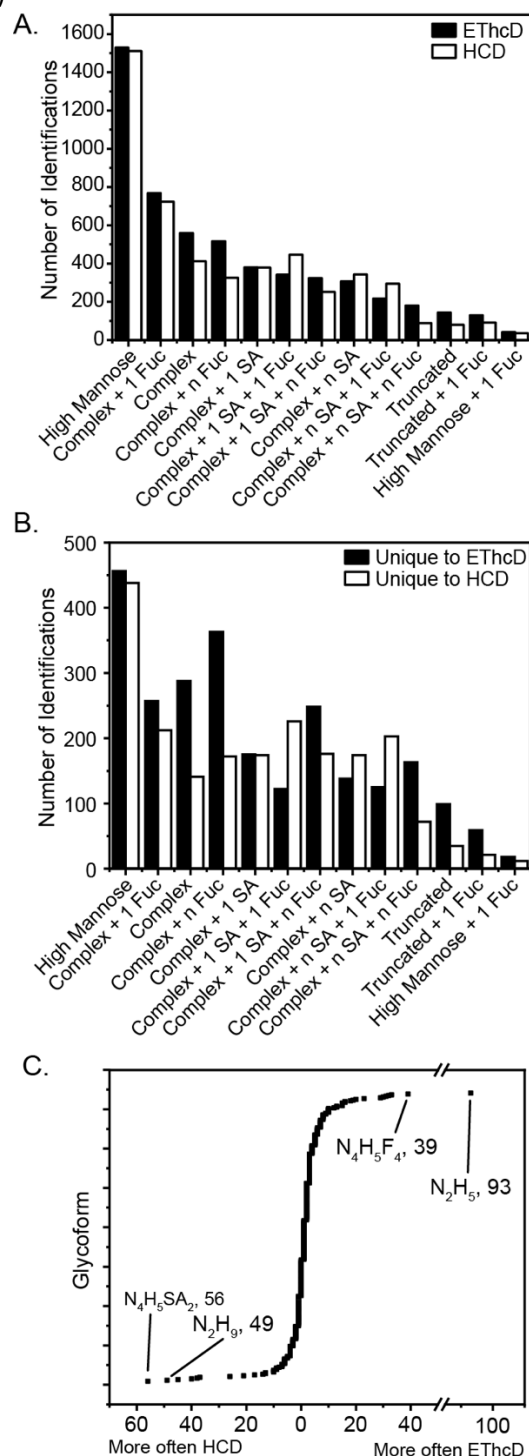 A.
1600
1400
1200
1000
800
600
400
200
0
Number of Identifications
EThcD
HCD
High Mannose
Complex + 1 Fuc
Complex
Complex + n Fuc
Complex + 1 SA
Complex + 1 SA + 1 Fuc
Complex + 1 SA + n Fuc
Complex + n SA
Complex + n SA + 1 Fuc
Complex + n SA + n Fuc
Truncated
Truncated + 1 Fuc
High Mannose + 1 Fuc
B.
500
400
300
200
100
0
Number of Identifications
Unique to EThcD
Unique to HCD
High Mannose
Complex + 1 Fuc
Complex
Complex + n Fuc
Complex + 1 SA
Complex + 1 SA + 1 Fuc
Complex + 1 SA + n Fuc
Complex + n SA
Complex + n SA + 1 Fuc
Complex + n SA + n Fuc
Truncated
Truncated + 1 Fuc
High Mannose + 1 Fuc
C.
Glycoform
N₄H₅F₄, 39
N₂H₅, 93
N₄H₅SA₂, 56
N₂H₉, 49
60 40 20 0 20 40 100
More often HCD More often EThcD